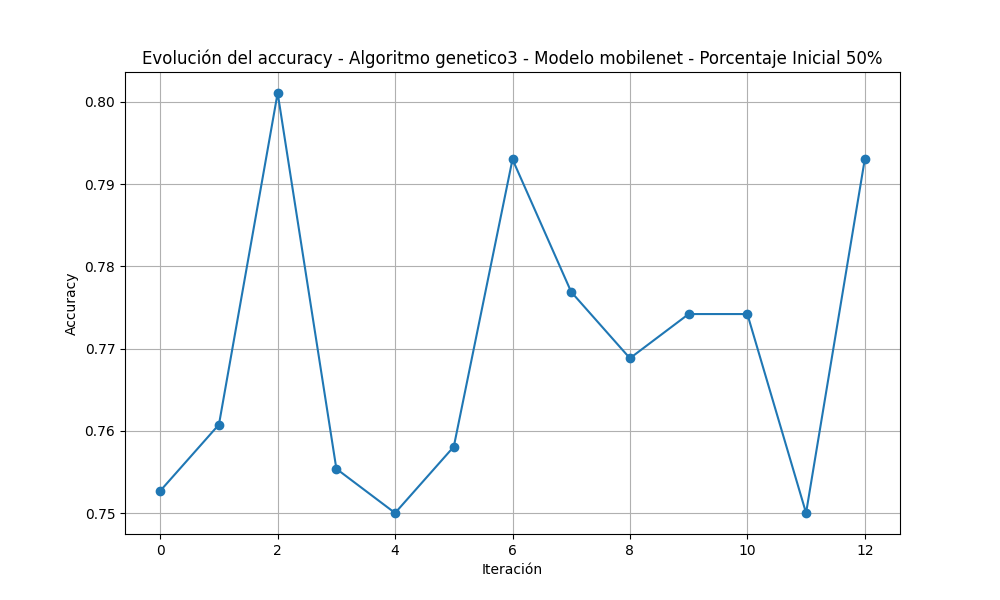 Evolución del accuracy - Algoritmo genetico3 - Modelo mobilenet - Porcentaje Inicial 50%
0.80
0.79
0.78
0.77
0.76
0.75
Accuracy
0 2 4 6 8 10 12
Iteración